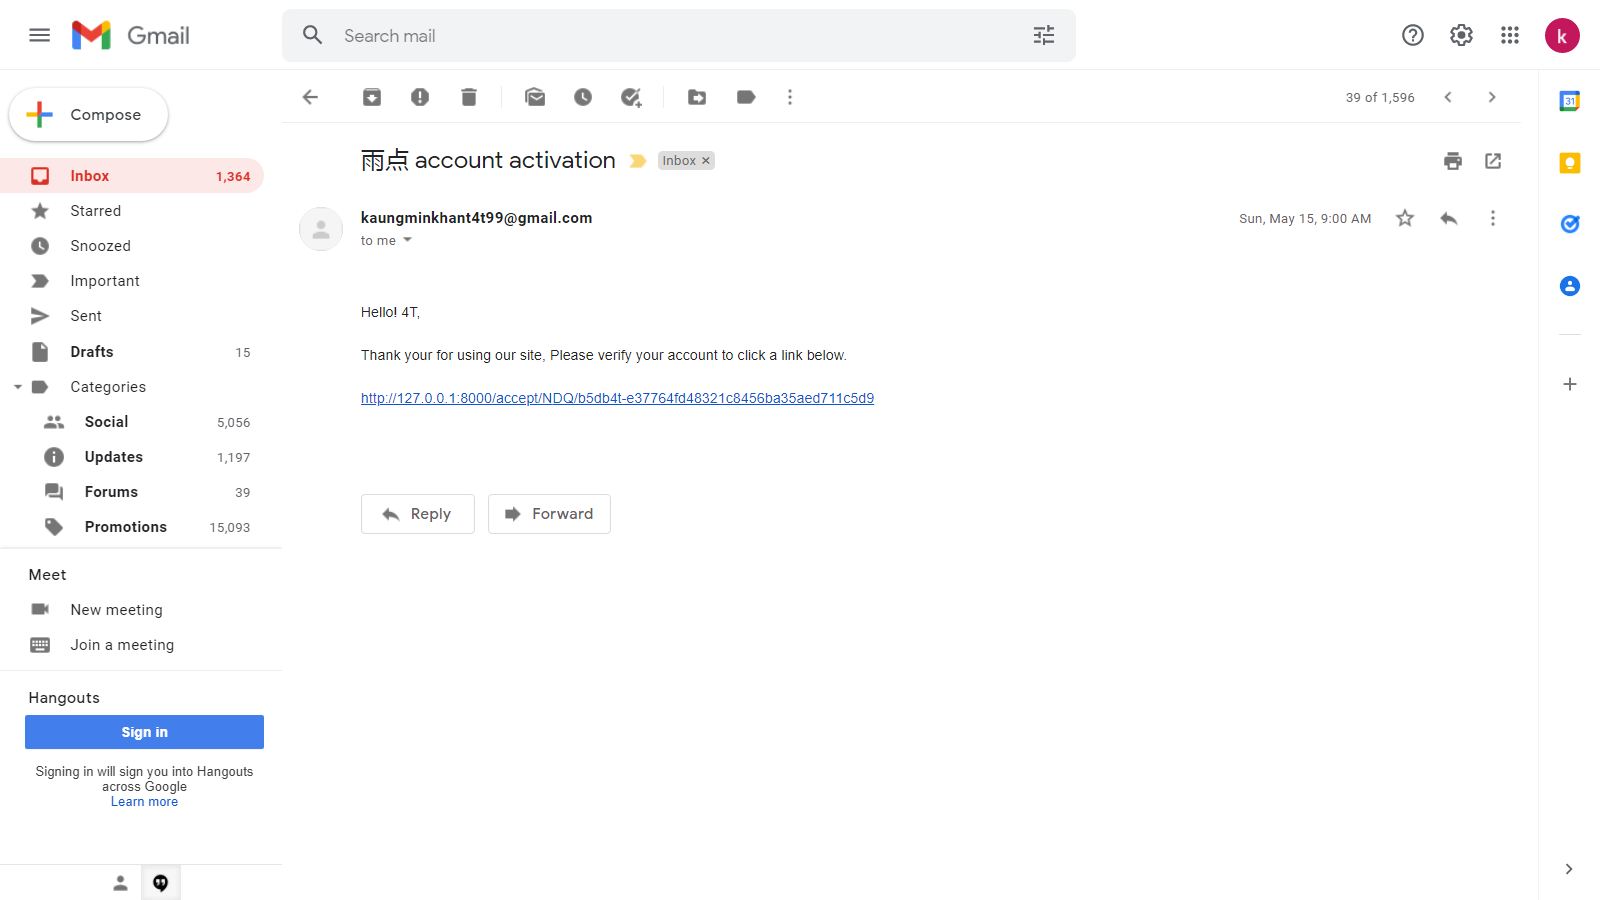 Gmail
Search mail
k
Compose
39 of 1,596
31
雨点 account activation
Inbox ×
Inbox 1,364
Starred
Snoozed
Important
Sent
Drafts 15
Categories
Social 5,056
Updates 1,197
Forums 39
Promotions 15,093
kaungminkhant4t99@gmail.com
Sun, May 15, 9:00 AM
to me
Hello! 4T,
Thank your for using our site, Please verify your account to click a link below.
http://127.0.0.1:8000/accept/NDQ/b5db4t-e37764fd48321c8456ba35aed711c5d9
Reply
Forward
Meet
New meeting
Join a meeting
Hangouts
Sign in
Signing in will sign you into Hangouts
across Google
Learn more